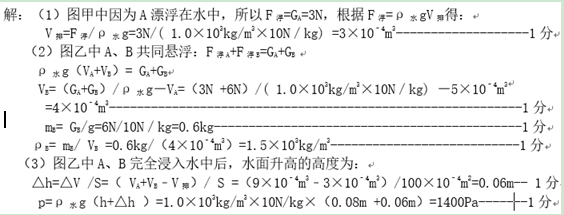 解：（1）图甲中因为A漂浮在水中，所以F浮=GA=3N，根据F浮=ρ水gV排得：
V排=F浮/ρ水g=3N/(1.0×10³kg/m³×10N/kg) =3×10⁻⁴m³--------------------1分
（2）图乙中A、B共同悬浮：F浮A+F浮B=GA+GB
ρ水g(VA+VB) = GA+GB
VB=(GA+GB)/ρ水g-VA=(3N +6N)/(1.0×10³kg/m³×10N/kg) -5×10⁻⁴m³
=4×10⁻⁴m³--------------------1分
mB= GB/g=6N/10N/kg=0.6kg--------------------1分
ρB= mB/ VB =0.6kg/(4×10⁻⁴m³)=1.5×10³kg/m³--------------------1分
（3）图乙中A、B完全浸入水中后，水面升高的高度为：
△h=△V /S=( VA+VB-V排)/ S =(9×10⁻⁴m³-3×10⁻⁴m³)/100×10⁻⁴m²=0.06m-- 1分
p=ρ水g(h+△h )=1.0×10³kg/m³×10N/kg×(0.08m +0.06m)=1400Pa------1分